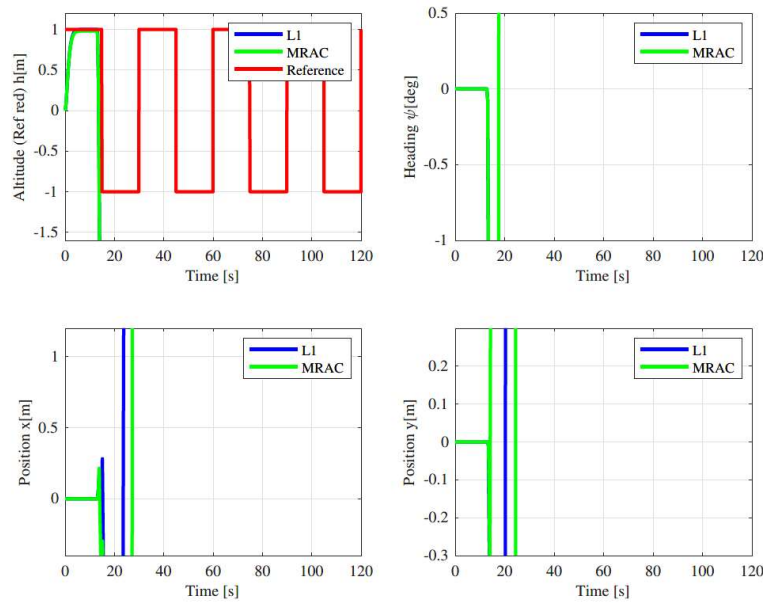 L1
MRAC
Reference
Altitude (Ref red) h[m]
1
0.5
0
-0.5
-1
-1.5
0 20 40 60 80 100 120
Time [s]
L1
MRAC
Heading ψ[deg]
0.5
0
-0.5
-1
0 20 40 60 80 100 120
Time [s]
L1
MRAC
Position x[m]
1
0.5
0
0 20 40 60 80 100 120
Time [s]
L1
MRAC
Position y[m]
0.2
0.1
0
-0.1
-0.2
-0.3
0 20 40 60 80 100 120
Time [s]